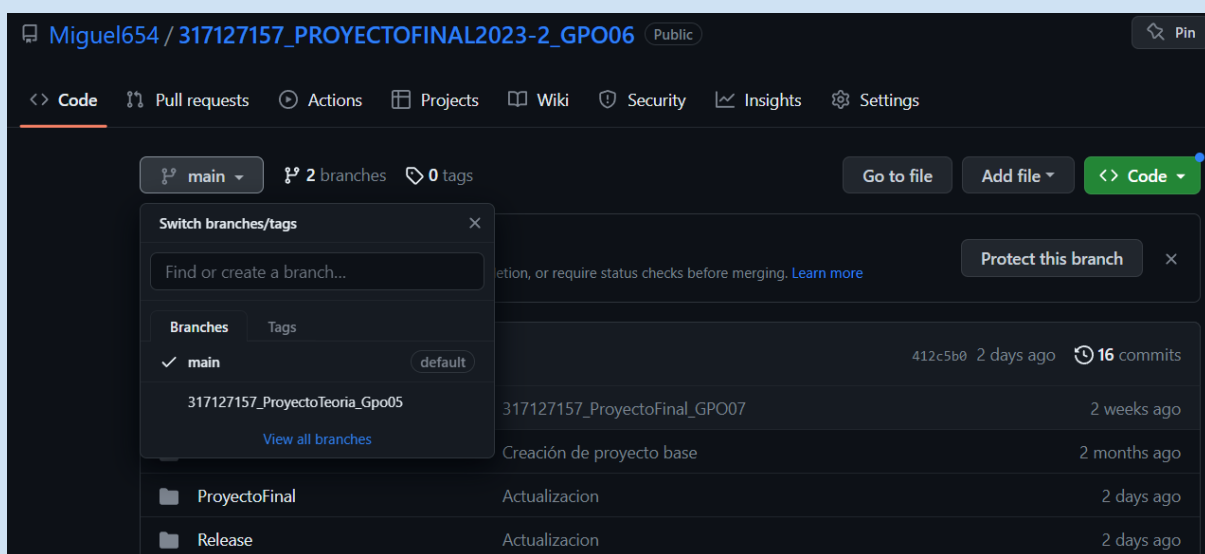 Miguel654 / 317127157_PROYECTOFINAL2023-2_GPO06 Public Pin
Code Pull requests Actions Projects Wiki Security Insights Settings
main 2 branches 0 tags Go to file Add file Code
Switch branches/tags
Find or create a branch...
etion, or require status checks before merging. Learn more
Protect this branch
Branches Tags
main default
412c5b0 2 days ago 16 commits
317127157_ProyectoTeoria_Gpo05
317127157_ProyectoFinal_GPO07 2 weeks ago
View all branches
Creación de proyecto base 2 months ago
ProyectoFinal Actualizacion 2 days ago
Release Actualizacion 2 days ago